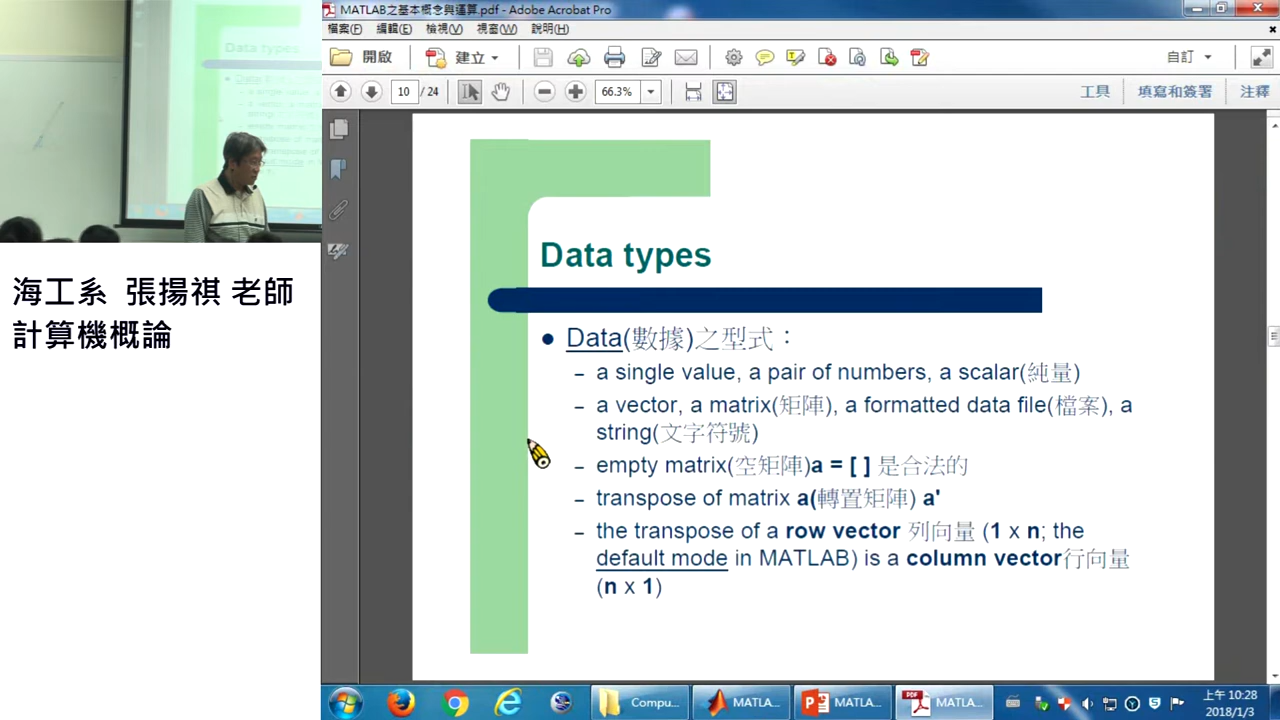 MATLAB之基本概念與運算.pdf - Adobe Acrobat Pro
檔案(F) 編輯(E) 檢視(V) 視窗(W) 說明(H)
開啟 建立 自訂
10 / 24 66.3% 工具 填寫和簽署 注釋
Data types
海工系 張揚祺 老師
計算機概論
Data types
Data(數據)之型式：
– a single value, a pair of numbers, a scalar(純量)
– a vector, a matrix(矩陣), a formatted data file(檔案), a
string(文字符號)
– empty matrix(空矩陣)a = [ ] 是合法的
– transpose of matrix a(轉置矩陣) a'
– the transpose of a row vector 列向量 (1 x n; the
default mode in MATLAB) is a column vector行向量
(n x 1)
Compu... MATLA... MATLA... MATLA...
上午 10:28
2018/1/3